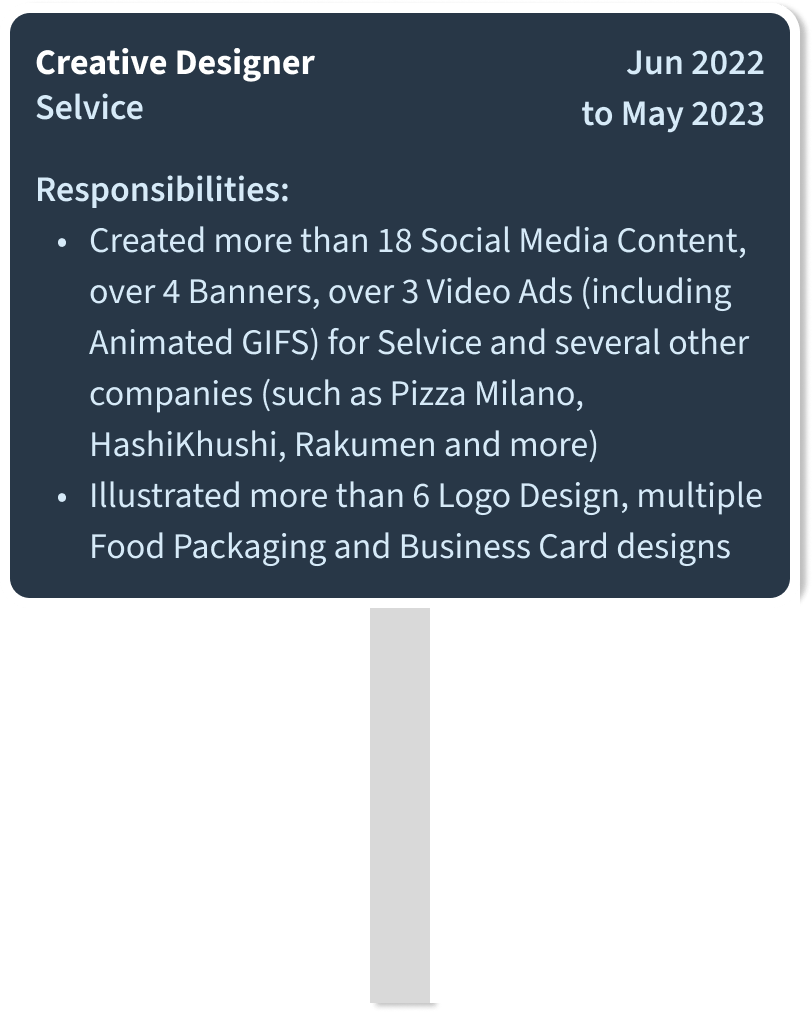 Creative Designer
Jun 2022
Selvice
to May 2023
Responsibilities:
• Created more than 18 Social Media Content,
over 4 Banners, over 3 Video Ads (including
Animated GIFS) for Selvice and several other
companies (such as Pizza Milano,
HashiKhushi, Rakumen and more)
• Illustrated more than 6 Logo Design, multiple
Food Packaging and Business Card designs